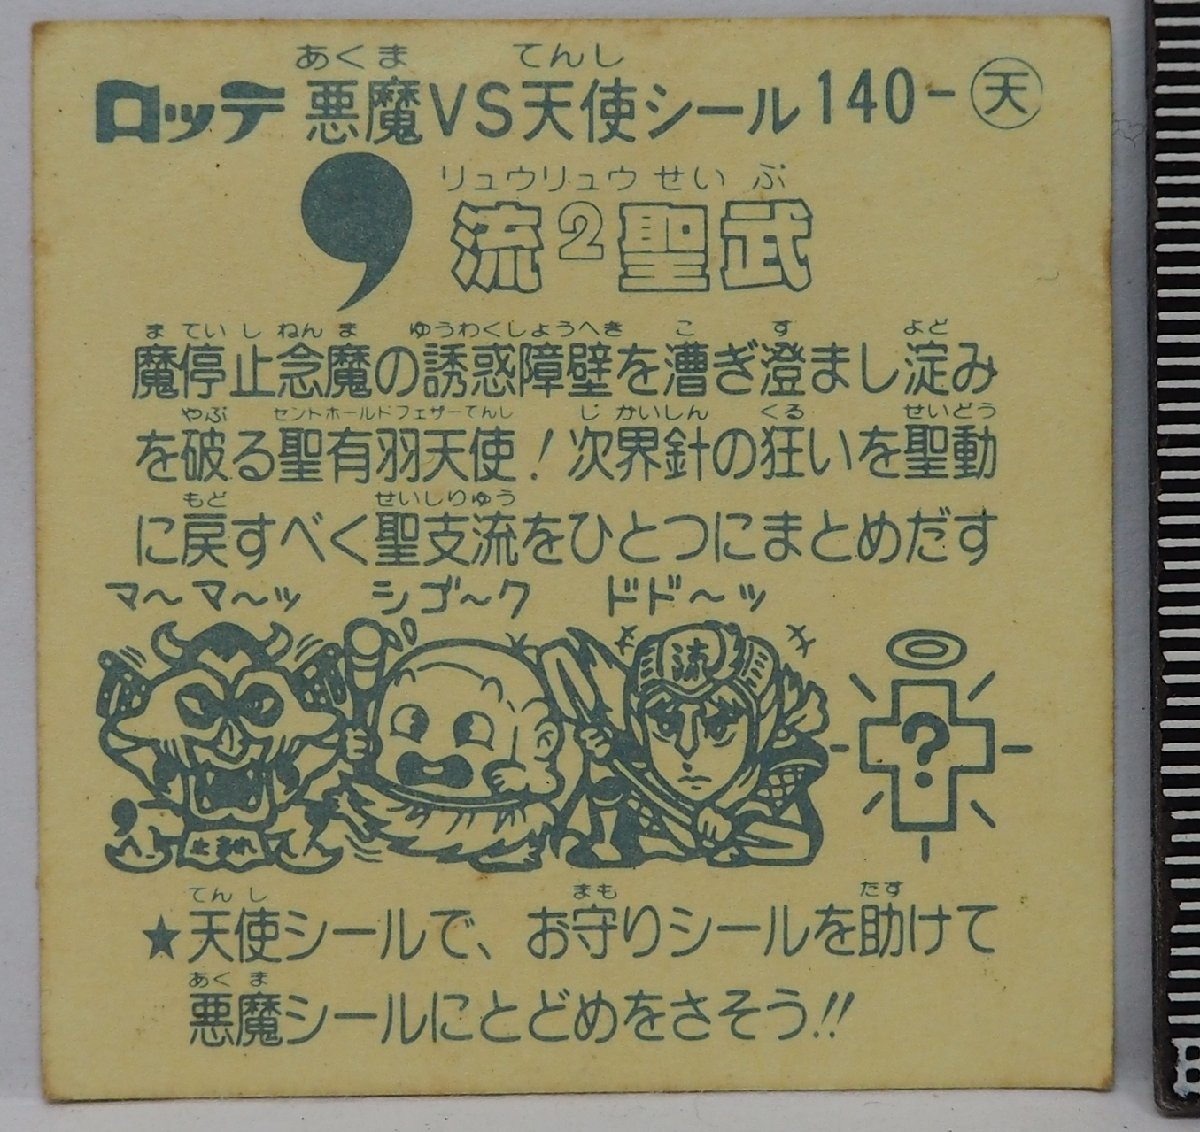 あくま てんし
ロッテ 悪魔VS天使シール140-天
リュウリュウ せい ぶ
流2聖武
ま てい し ねん ま ゆうわくしょうへき こ す よど
魔停止念魔の誘惑障壁を漕ぎ澄まし淀み
やぶ セントホールドフェザーてんし じ かいしん くる せいどう
を破る聖有羽天使!次界針の狂いを聖動
もど せいしりゅう
に戻すべく聖支流をひとつにまとめだす
マ〜マ〜ッ シゴ〜ク ドド〜ッ
流
?
てん し まも たす
★天使シールで、お守りシールを助けて
あく ま
悪魔シールにとどめをさそう!!